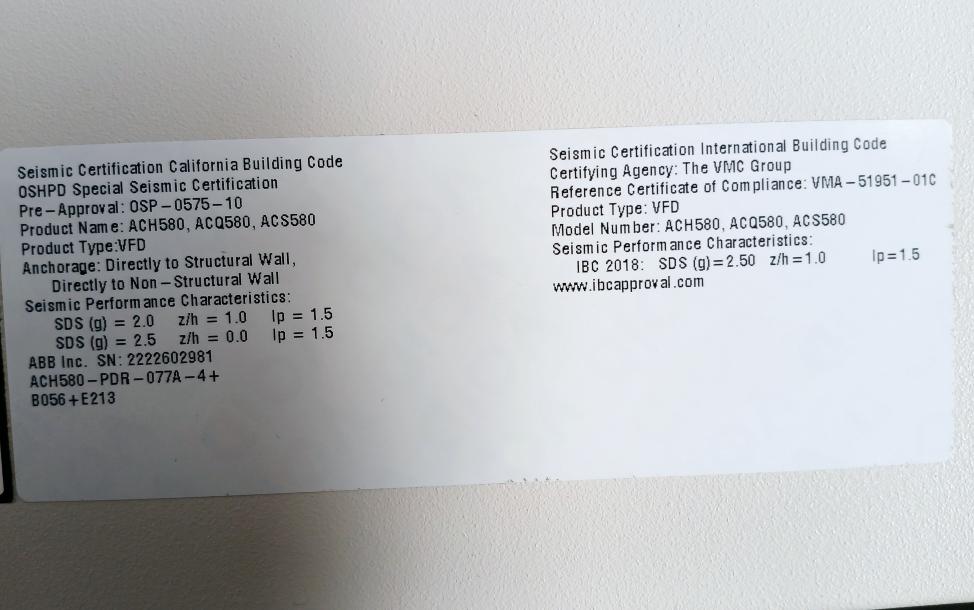 Seismic Certification California Building Code
OSHPD Special Seismic Certification
Pre-Approval: OSP-0575-10
Product Name: ACH580, ACQ580, ACS580
Product Type:VFD
Anchorage: Directly to Structural Wall,
Directly to Non-Structural Wall
Seismic Performance Characteristics:
SDS (g) = 2.0 z/h = 1.0 Ip = 1.5
SDS (g) = 2.5 z/h = 0.0 Ip = 1.5
ABB Inc. SN: 2222602981
ACH580-PDR-077A-4+
B056+E213
Seismic Certification International Building Code
Certifying Agency: The VMC Group
Reference Certificate of Compliance: VMA-51951-01C
Product Type: VFD
Model Number: ACH580, ACQ580, ACS580
Seismic Performance Characteristics:
IBC 2018: SDS (g)=2.50 z/h=1.0 Ip=1.5
www.ibcapproval.com